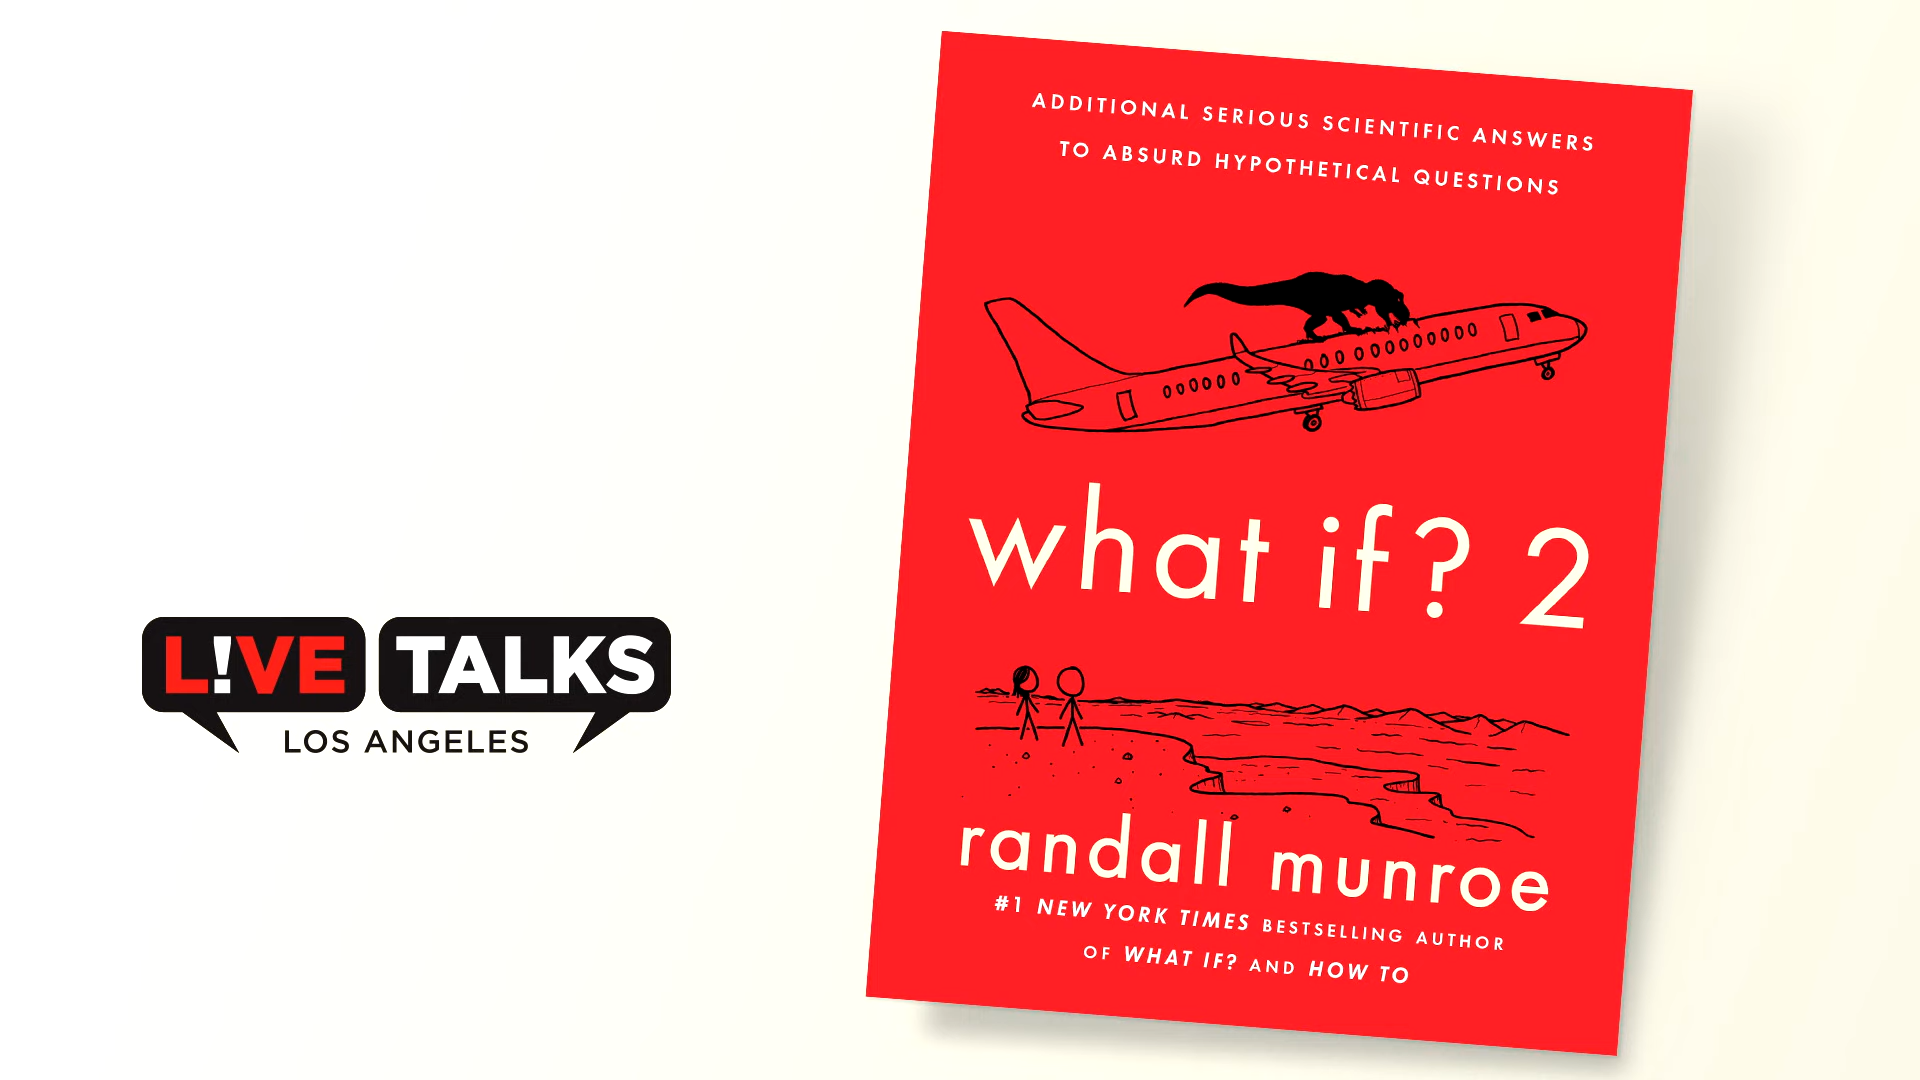 L!VE TALKS
LOS ANGELES
ADDITIONAL SERIOUS SCIENTIFIC ANSWERS
TO ABSURD HYPOTHETICAL QUESTIONS
what if? 2
randall munroe
#1 NEW YORK TIMES BESTSELLING AUTHOR
OF WHAT IF? AND HOW TO